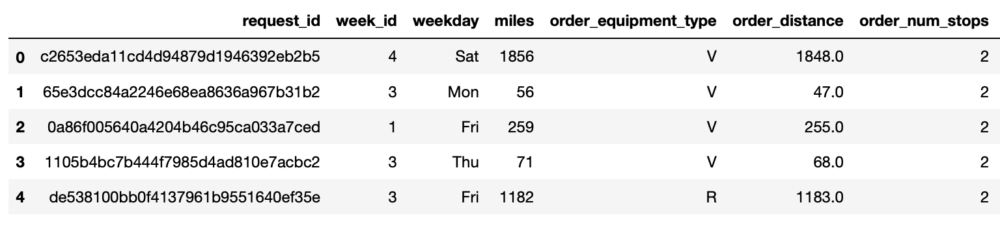 request_id week_id weekday miles order_equipment_type order_distance order_num_stops
0 c2653eda11cd4d94879d1946392eb2b5 4 Sat 1856 V 1848.0 2
1 65e3dcc84a2246e68ea8636a967b31b2 3 Mon 56 V 47.0 2
2 0a86f005640a4204b46c95ca033a7ced 1 Fri 259 V 255.0 2
3 1105b4bc7b444f7985d4ad810e7acbc2 3 Thu 71 V 68.0 2
4 de538100bb0f4137961b9551640ef35e 3 Fri 1182 R 1183.0 2